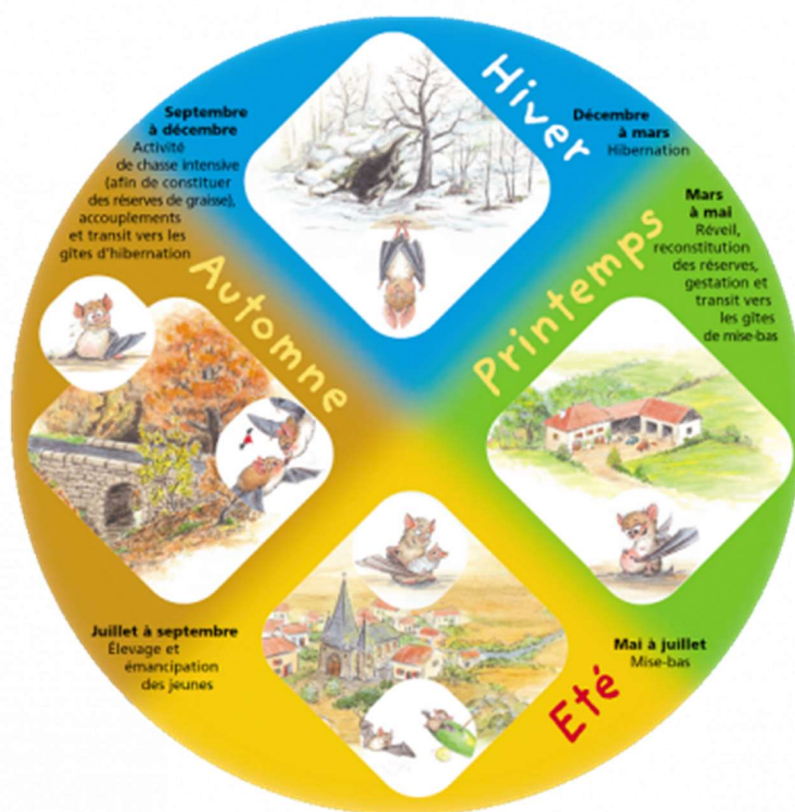 Hiver
Décembre
à mars
Hibernation
Printemps
Mars
à mai
Réveil,
reconstitution
des réserves,
gestation et
transit vers
les gîtes
de mise-bas
Eté
Mai à juillet
Mise-bas
Juillet à septembre
Élevage et
émancipation
des jeunes
Automne
Septembre
à décembre
Activité
de chasse intensive
(afin de constituer
des réserves de graisse),
accouplements
et transit vers les
gîtes d'hibernation